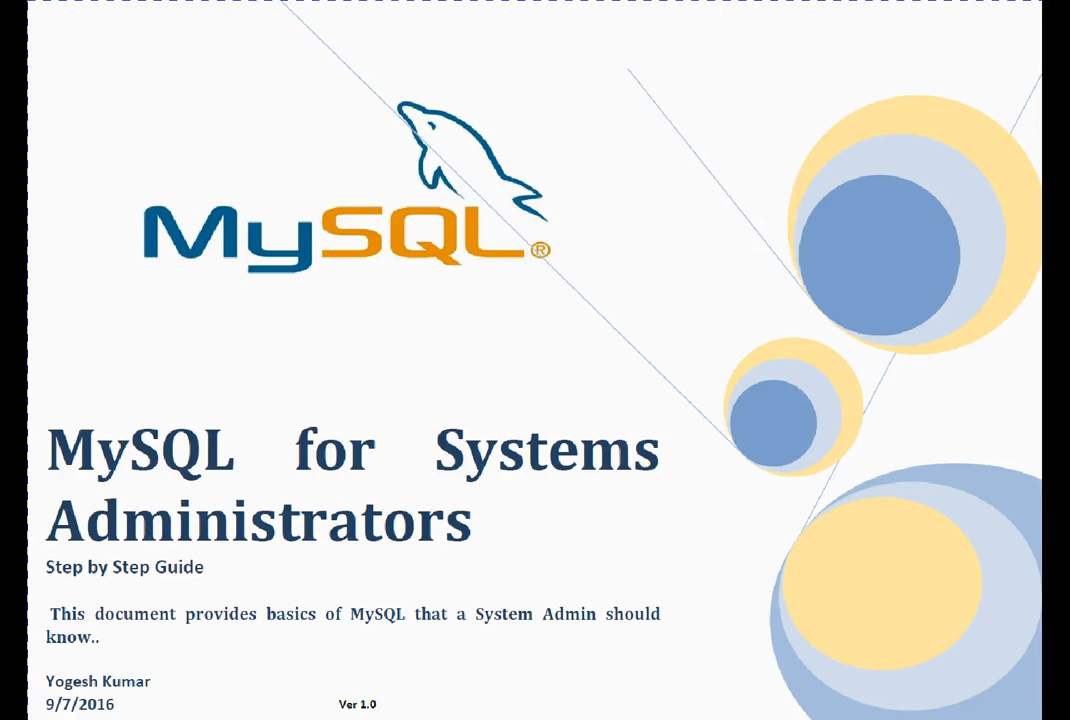 MySQL®
MySQL for Systems
Administrators
Step by Step Guide
This document provides basics of MySQL that a System Admin should
know..
Yogesh Kumar
9/7/2016 Ver 1.0